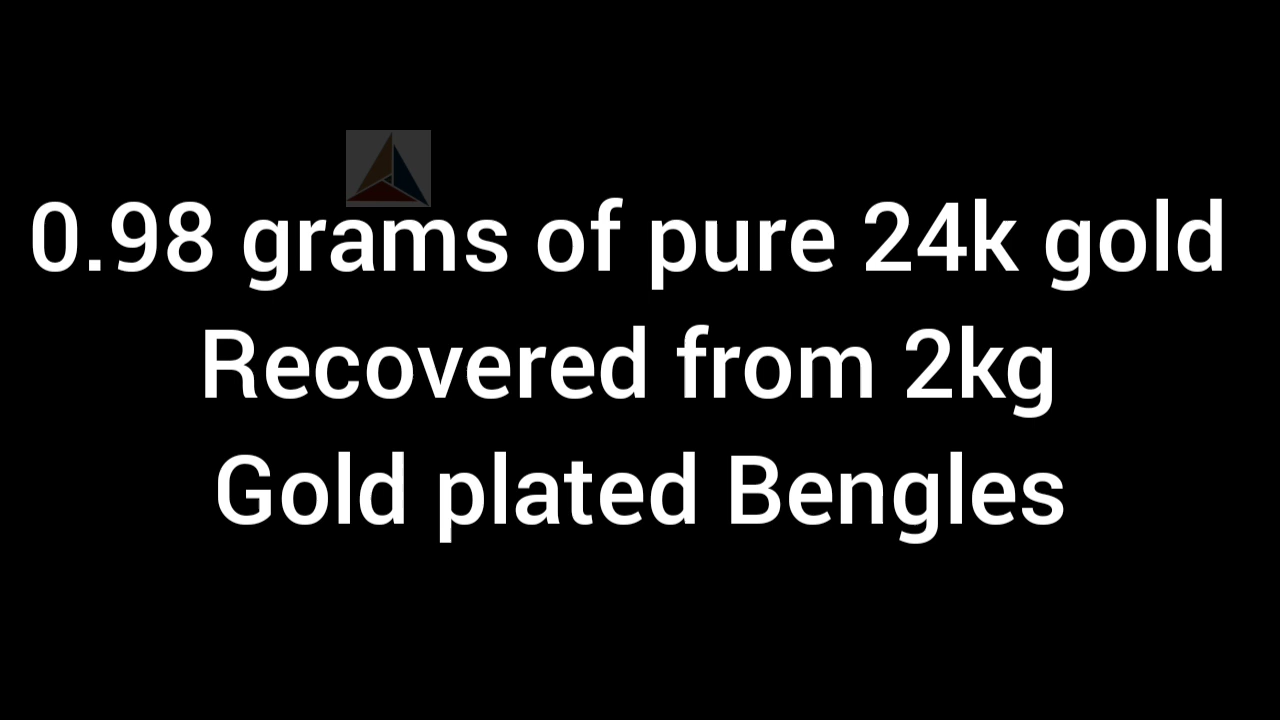 0.98 grams of pure 24k gold
Recovered from 2kg
Gold plated Bengles